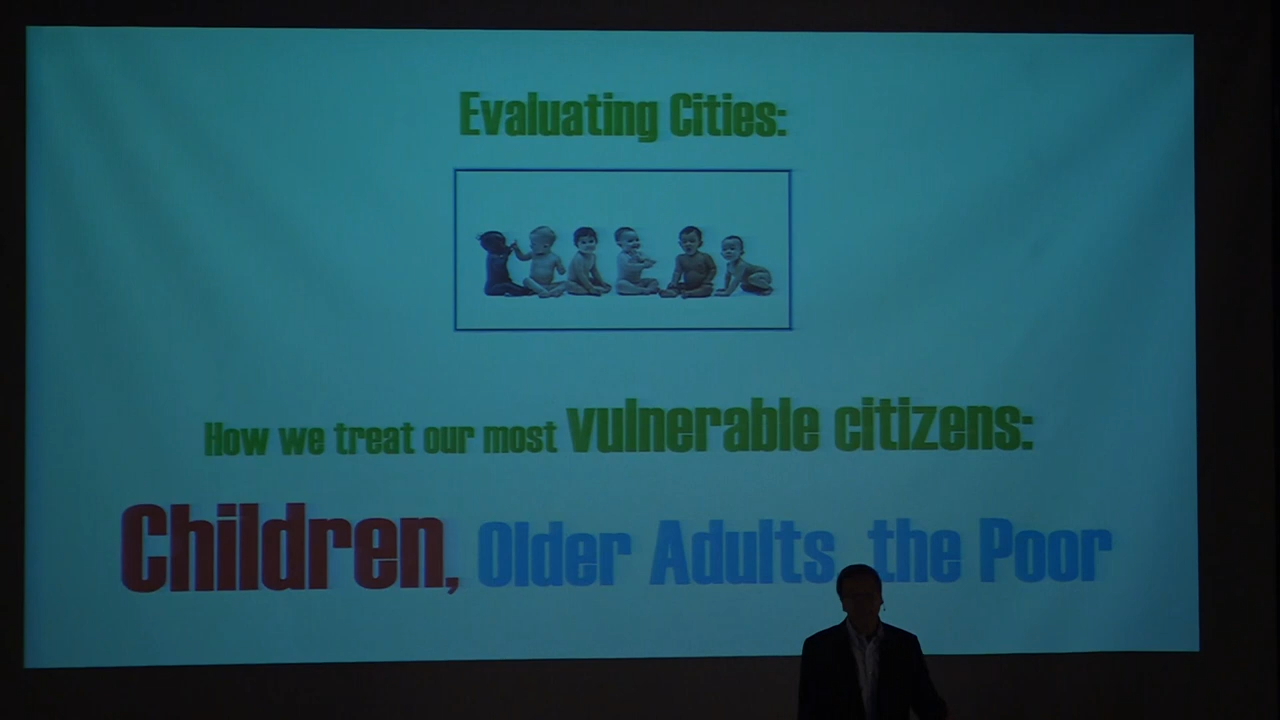 Evaluating Cities:
How we treat our most vulnerable citizens:
Children, Older Adults, the Poor